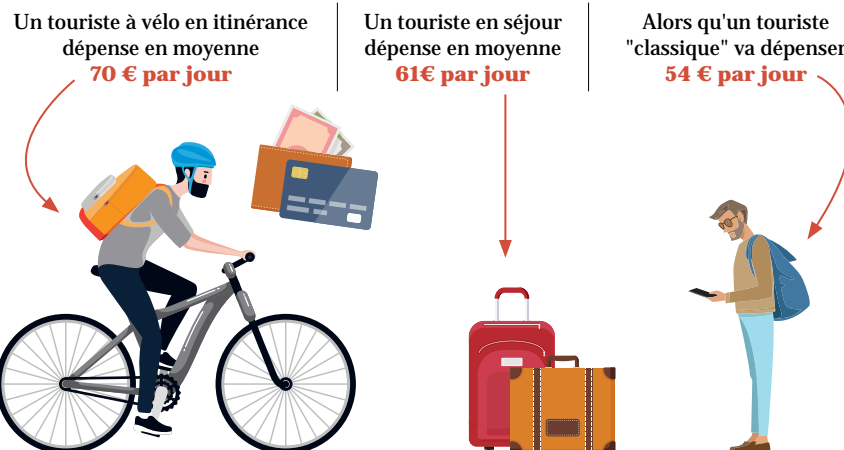 Un touriste à vélo en itinérance
dépense en moyenne
70 € par jour
Un touriste en séjour
dépense en moyenne
61€ par jour
Alors qu'un touriste
"classique" va dépenser
54 € par jour